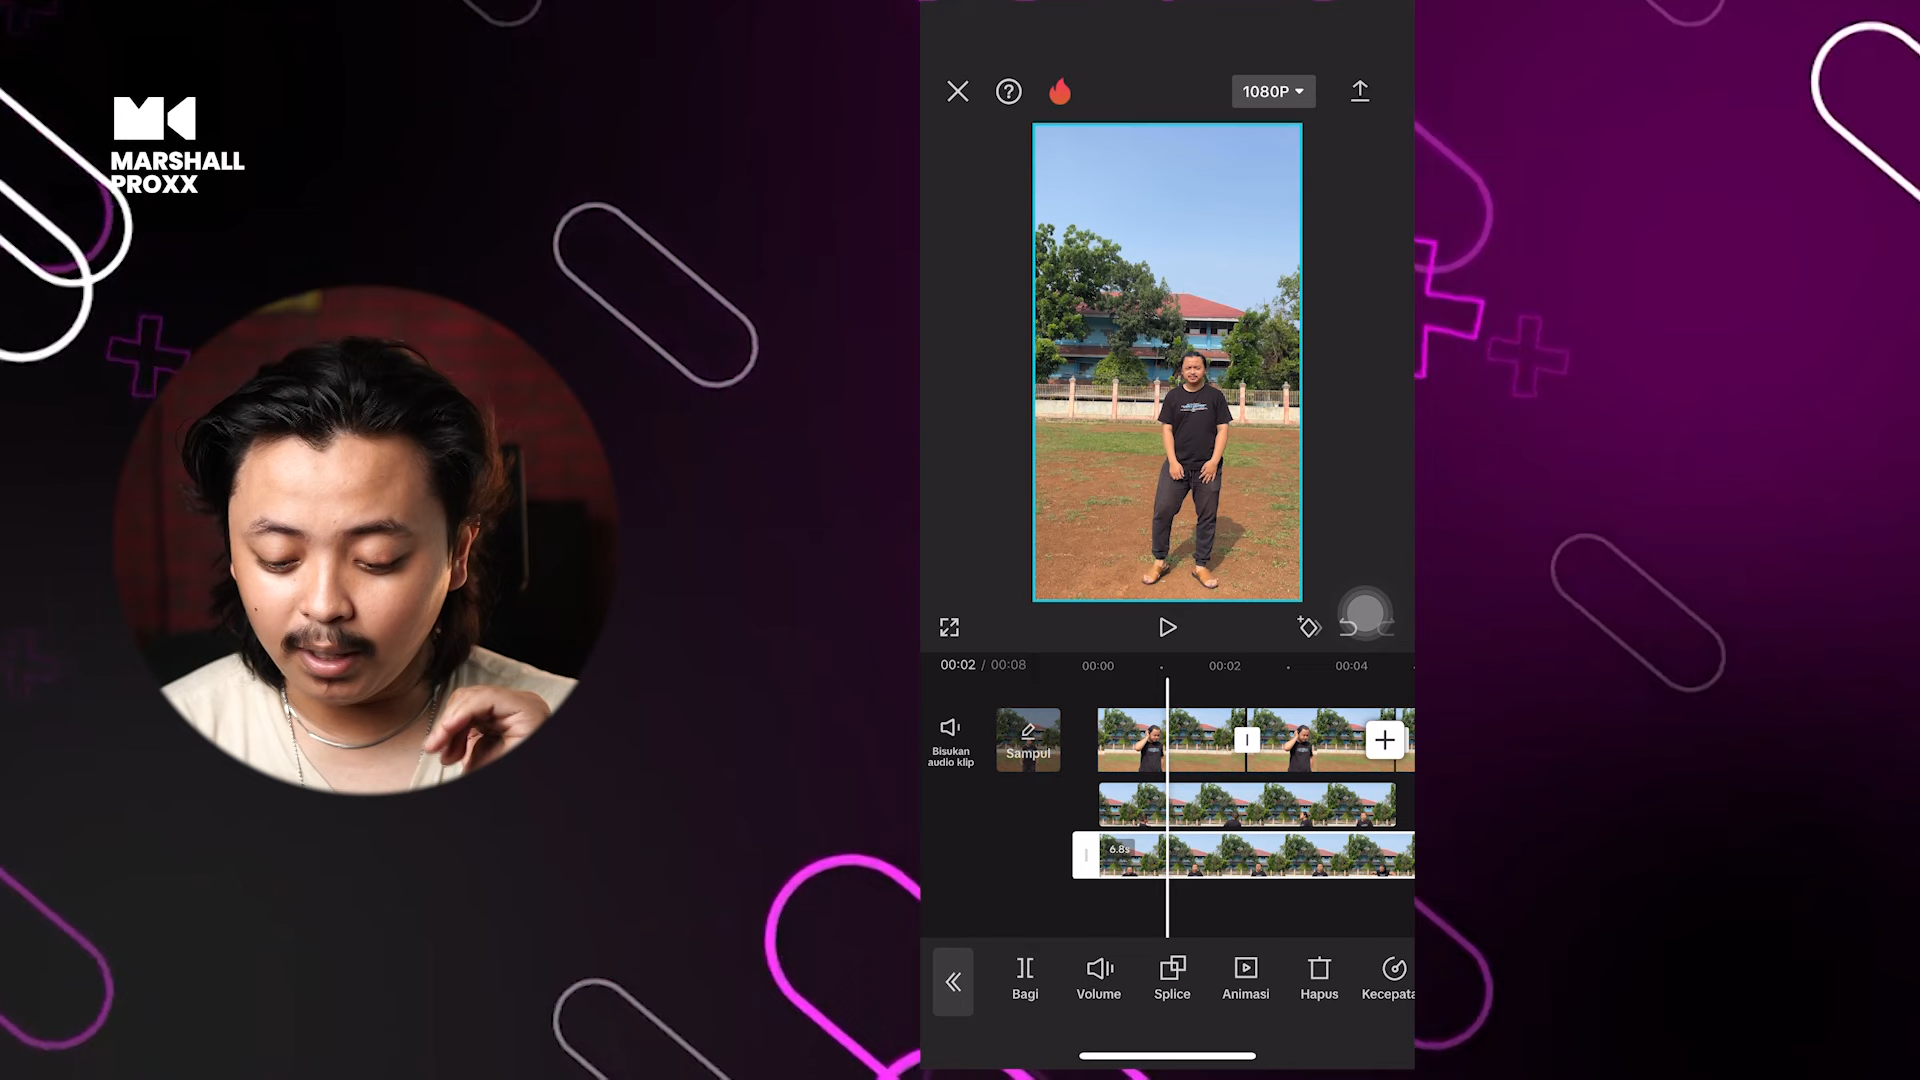 MARSHALL
PROXX
1080P
00:02 / 00:08
00:00
00:02
00:04
Bisukan
audio klip
Sampul
6.8s
Bagi
Volume
Splice
Animasi
Hapus
Kecepata